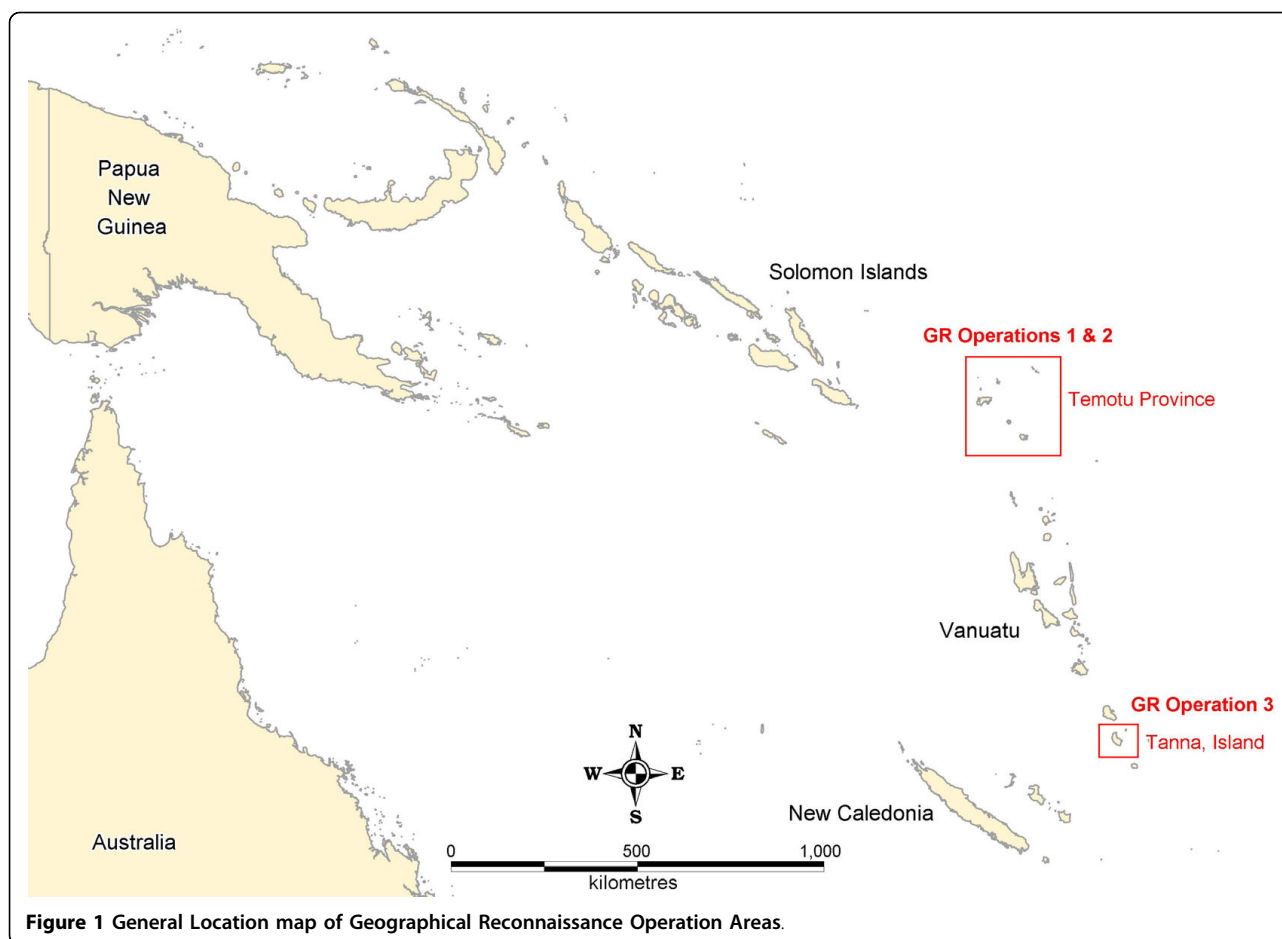 Papua
New
Guinea
Solomon Islands
GR Operations 1 & 2
Temotu Province
Vanuatu
GR Operation 3
Tanna, Island
N
W E
S
New Caledonia
Australia
0 500 1,000
kilometres
Figure 1 General Location map of Geographical Reconnaissance Operation Areas.